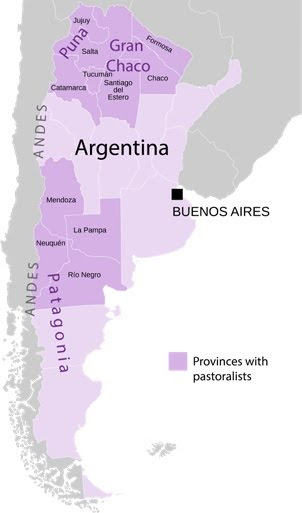 Jujuy
Puna
Salta
Gran
Chaco
Formosa
Tucumán
Catamarca
Santiago
del
Estero
Chaco
ANDES
Argentina
BUENOS AIRES
Mendoza
La Pampa
Neuquén
Río Negro
ANDES
Patagonia
Provinces with
pastoralists